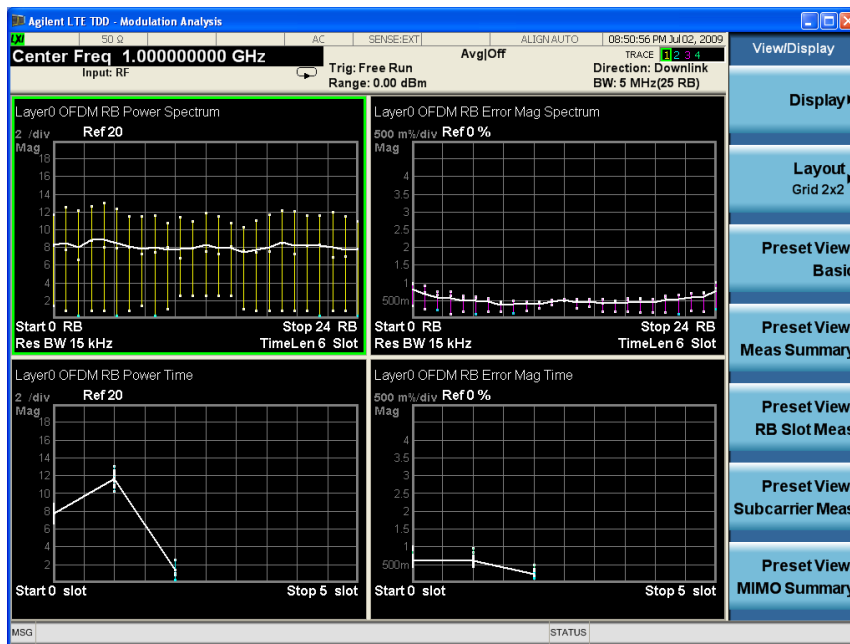 Agilent LTE TDD - Modulation Analysis
LXI 50 Ω AC SENSE:EXT ALIGN AUTO 08:50:56 PM Jul 02, 2009
Center Freq 1.000000000 GHz
Input: RF
Trig: Free Run
Range: 0.00 dBm
Avg|Off
TRACE 1 2 3 4
Direction: Downlink
BW: 5 MHz(25 RB)
Layer0 OFDM RB Power Spectrum
2 /div Ref 20
Mag
18
16
14
12
10
8
6
4
2
Start 0 RB Stop 24 RB
Res BW 15 kHz TimeLen 6 Slot
Layer0 OFDM RB Error Mag Spectrum
500 m%/div Ref 0 %
Mag
4
3.5
3
2.5
2
1.5
1
500m
Start 0 RB Stop 24 RB
Res BW 15 kHz TimeLen 6 Slot
Layer0 OFDM RB Power Time
2 /div Ref 20
Mag
18
16
14
12
10
8
6
4
2
Start 0 slot Stop 5 slot
Layer0 OFDM RB Error Mag Time
500 m%/div Ref 0 %
Mag
4
3.5
3
2.5
2
1.5
1
500m
Start 0 slot Stop 5 slot
View/Display
Display
Layout
Grid 2x2
Preset View
Basic
Preset View
Meas Summary
Preset View
RB Slot Meas
Preset View
Subcarrier Meas
Preset View
MIMO Summary
MSG STATUS